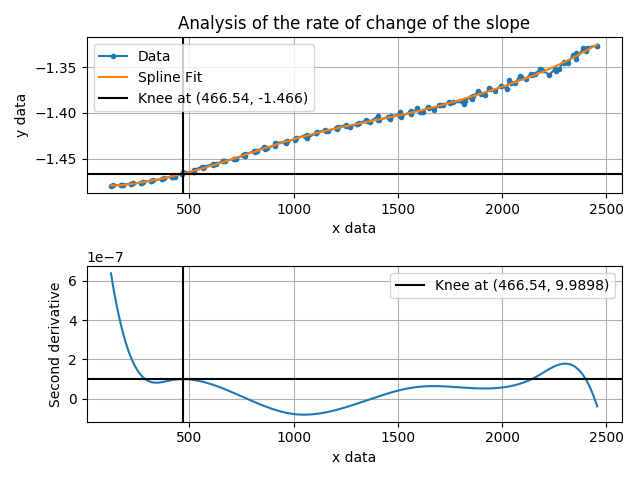 Analysis of the rate of change of the slope
y data
−1.35
−1.40
−1.45
Data
Spline Fit
Knee at (466.54, -1.466)
500
1000
1500
2000
2500
x data
1e−7
Second derivative
6
4
2
0
Knee at (466.54, 9.9898)
500
1000
1500
2000
2500
x data